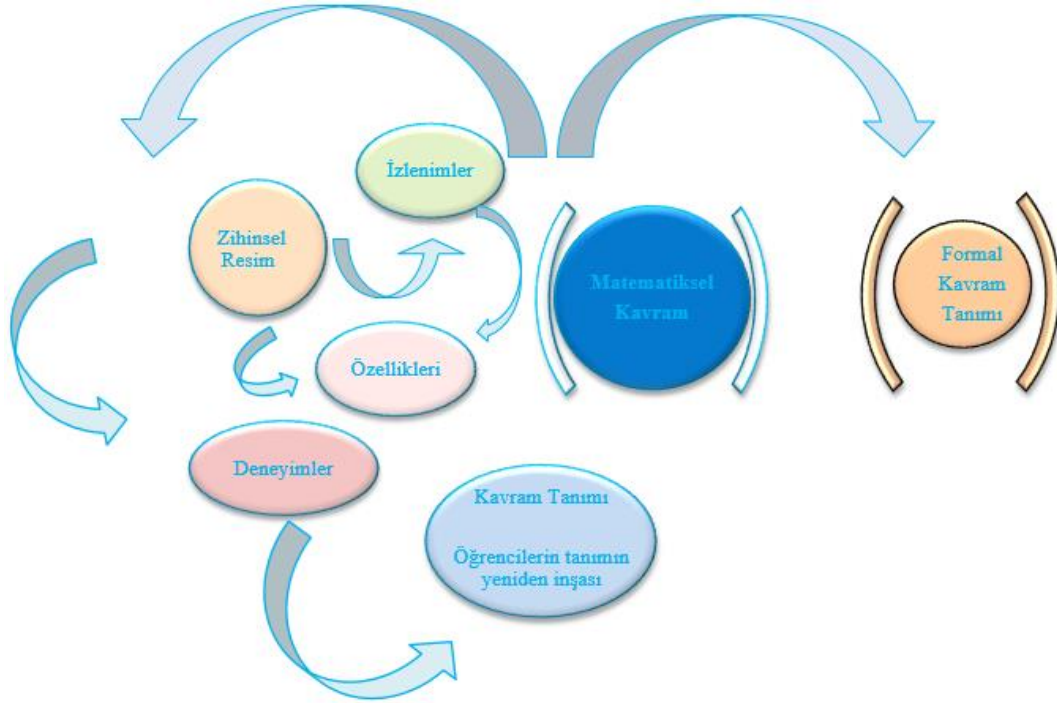 İzlenimler
Zihinsel
Resim
Matematiksel
Kavram
Formal
Kavram
Tanımı
Özellikleri
Deneyimler
Kavram Tanımı
Öğrencilerin tanımın
yeniden inşası